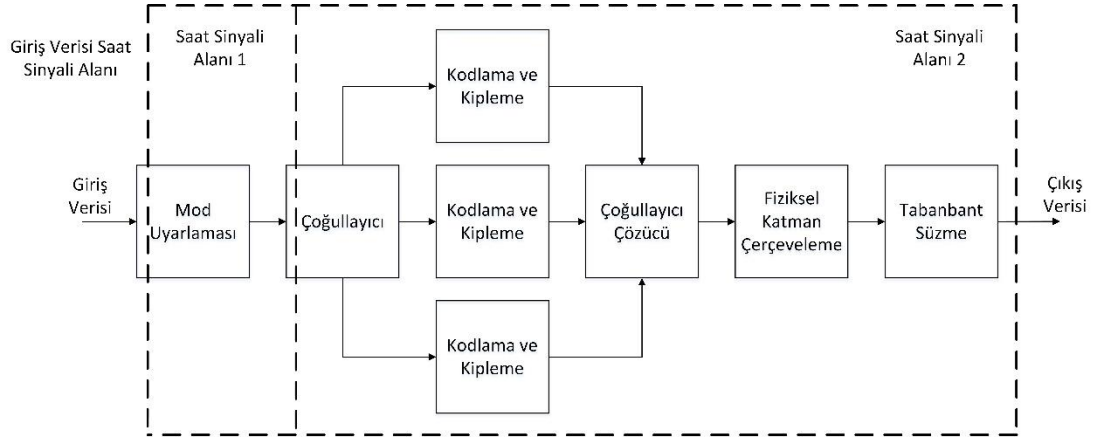 Giriş Verisi Saat
Sinyali Alanı
Saat Sinyali
Alanı 1
Saat Sinyali
Alanı 2
Kodlama ve
Kipleme
Giriş
Verisi
Mod
Uyarlaması
Çoğullayıcı
Kodlama ve
Kipleme
Çoğullayıcı
Çözücü
Fiziksel
Katman
Çerçeveleme
Tabanbant
Süzme
Çıkış
Verisi
Kodlama ve
Kipleme